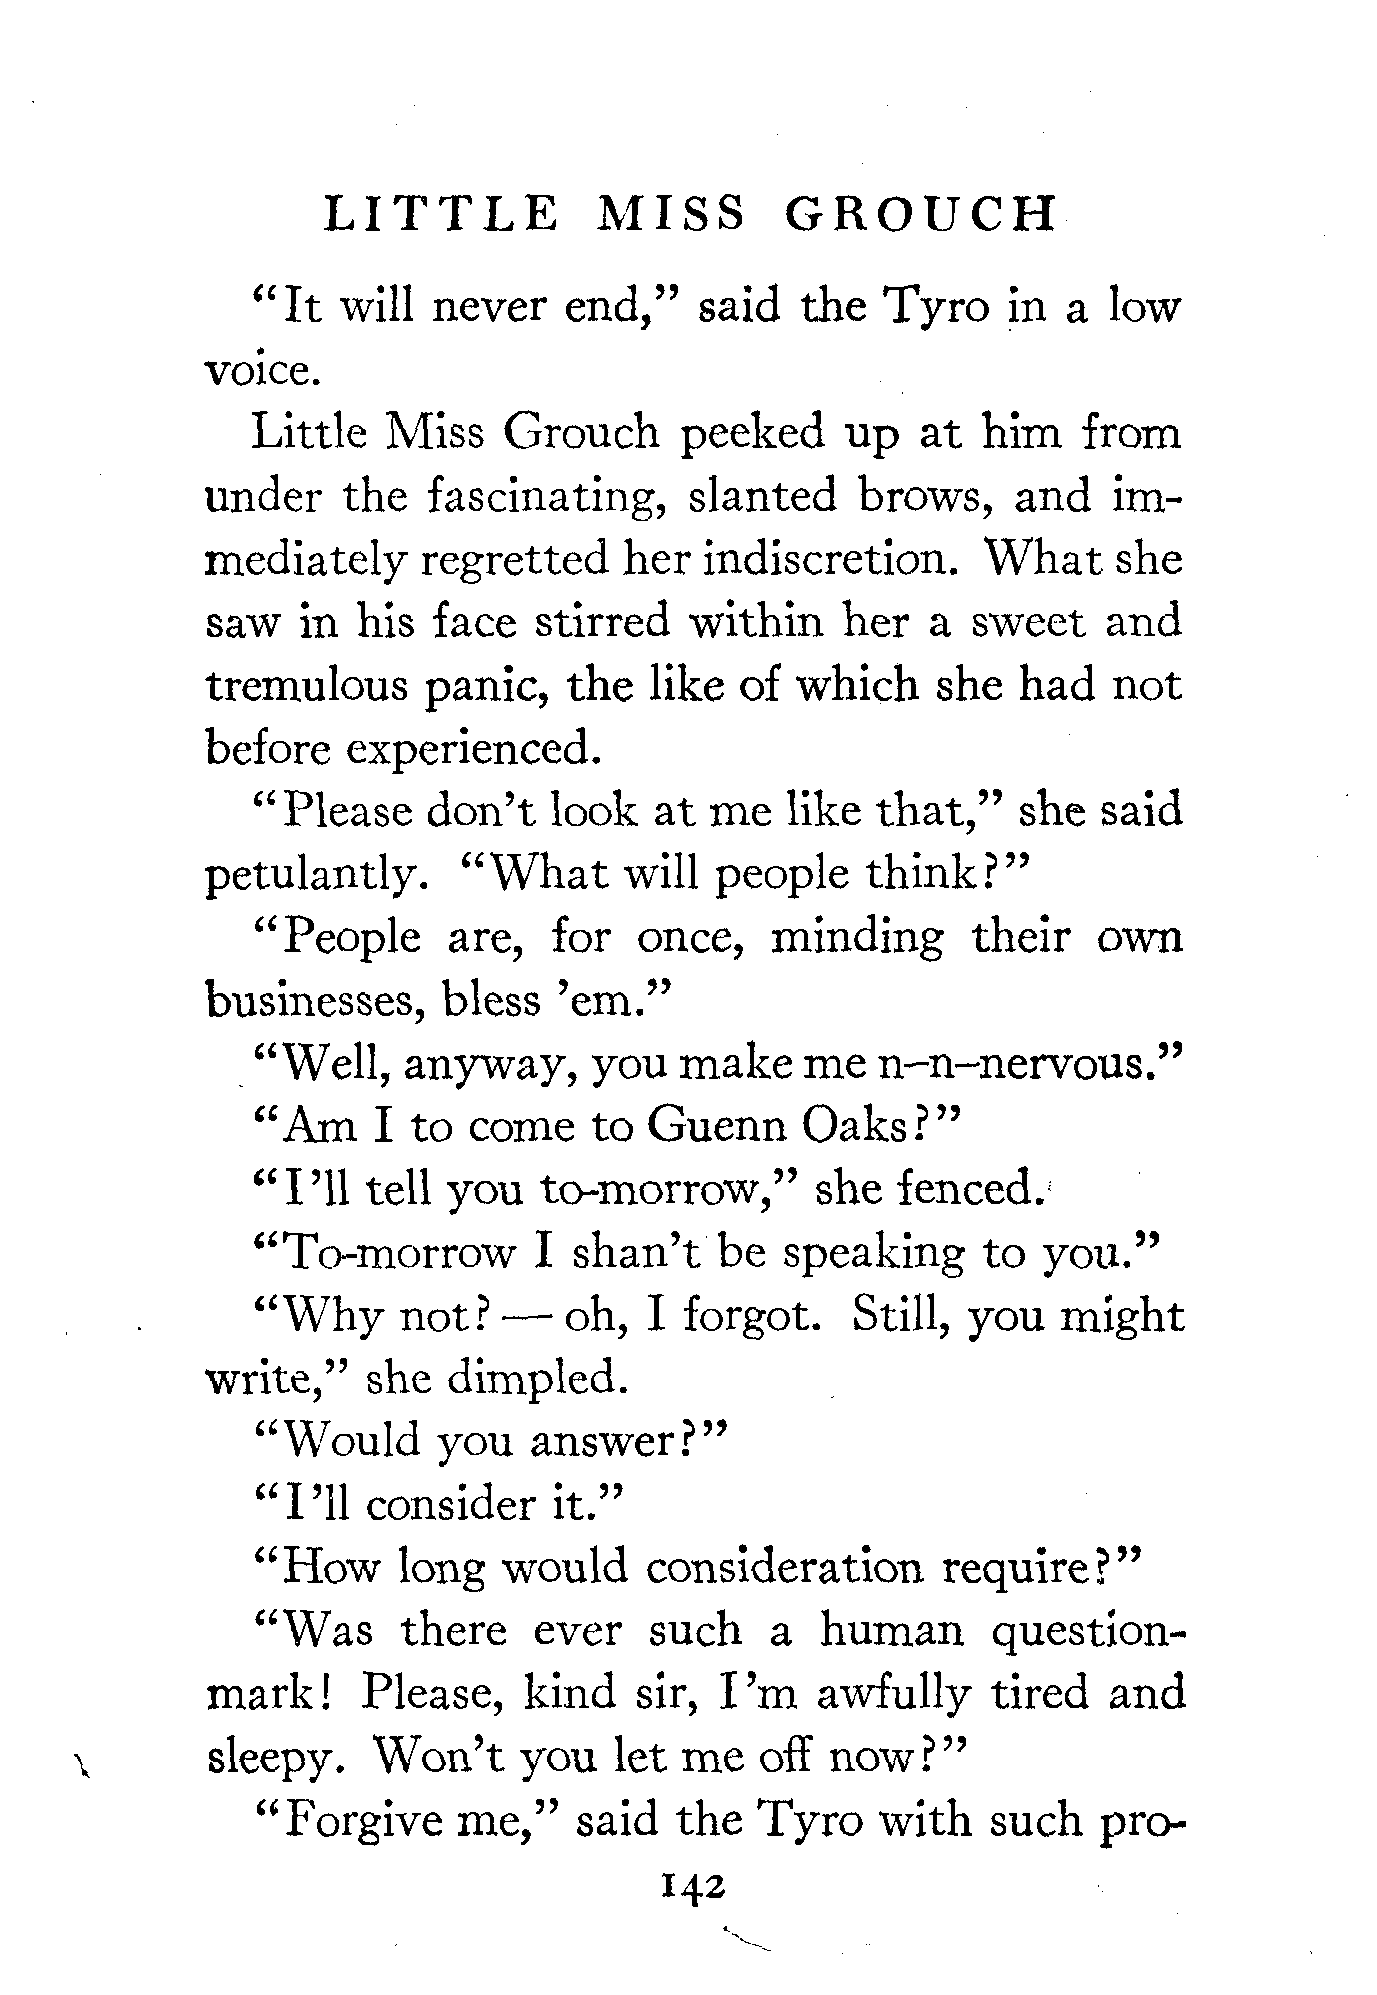 LITTLE MISS GROUCH
“It will never end,” said the Tyro in a low
voice.
Little Miss Grouch peeked up at him from
under the fascinating, slanted brows, and im-
mediately regretted her indiscretion. What she
saw in his face stirred within her a sweet and
tremulous panic, the like of which she had not
before experienced.
“Please don’t look at me like that,” she said
petulantly. “What will people think?”
“People are, for once, minding their own
businesses, bless ’em.”
“Well, anyway, you make me n–n–nervous.”
“Am I to come to Guenn Oaks?”
“I’ll tell you to-morrow,” she fenced.
“To-morrow I shan’t be speaking to you.”
“Why not? — oh, I forgot. Still, you might
write,” she dimpled.
“Would you answer?”
“I’ll consider it.”
“How long would consideration require?”
“Was there ever such a human question-
mark! Please, kind sir, I’m awfully tired and
sleepy. Won’t you let me off now?”
“Forgive me,” said the Tyro with such pro-
142